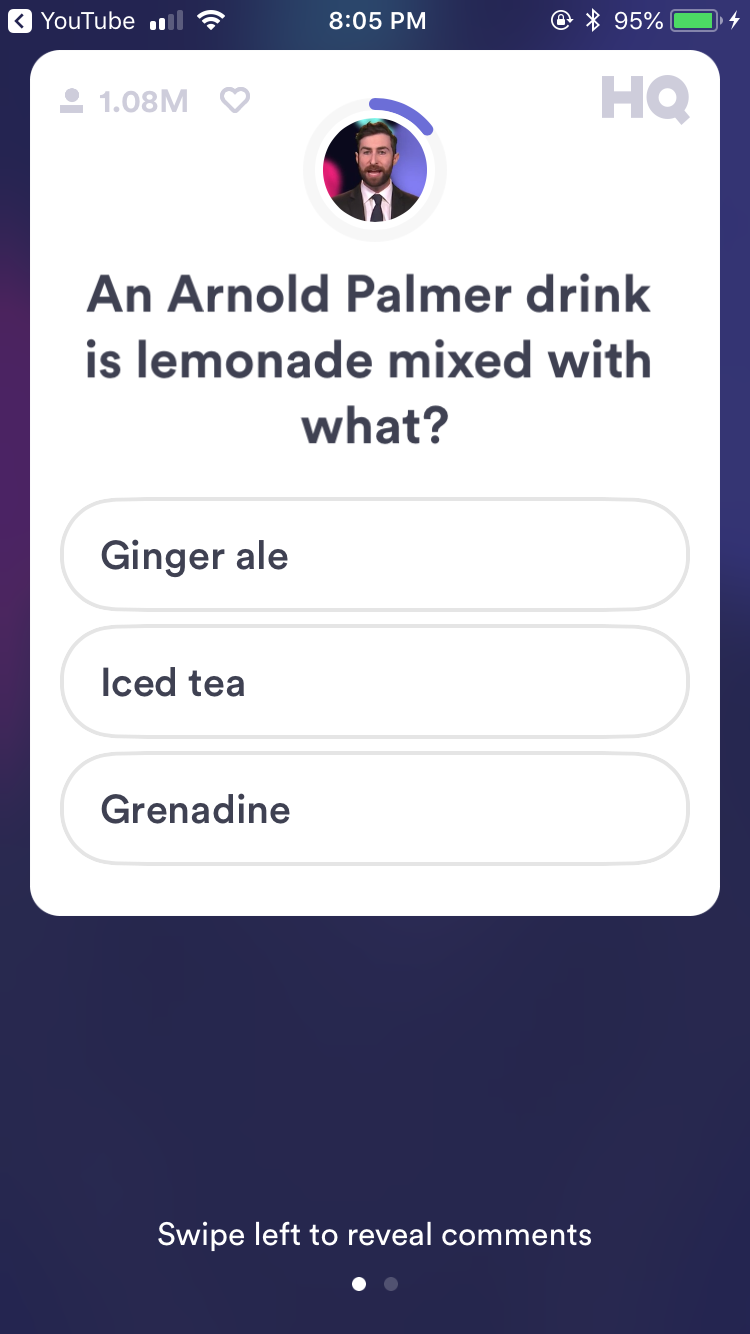 YouTube 8:05 PM 95%
1.08M HQ
An Arnold Palmer drink
is lemonade mixed with
what?
Ginger ale
Iced tea
Grenadine
Swipe left to reveal comments